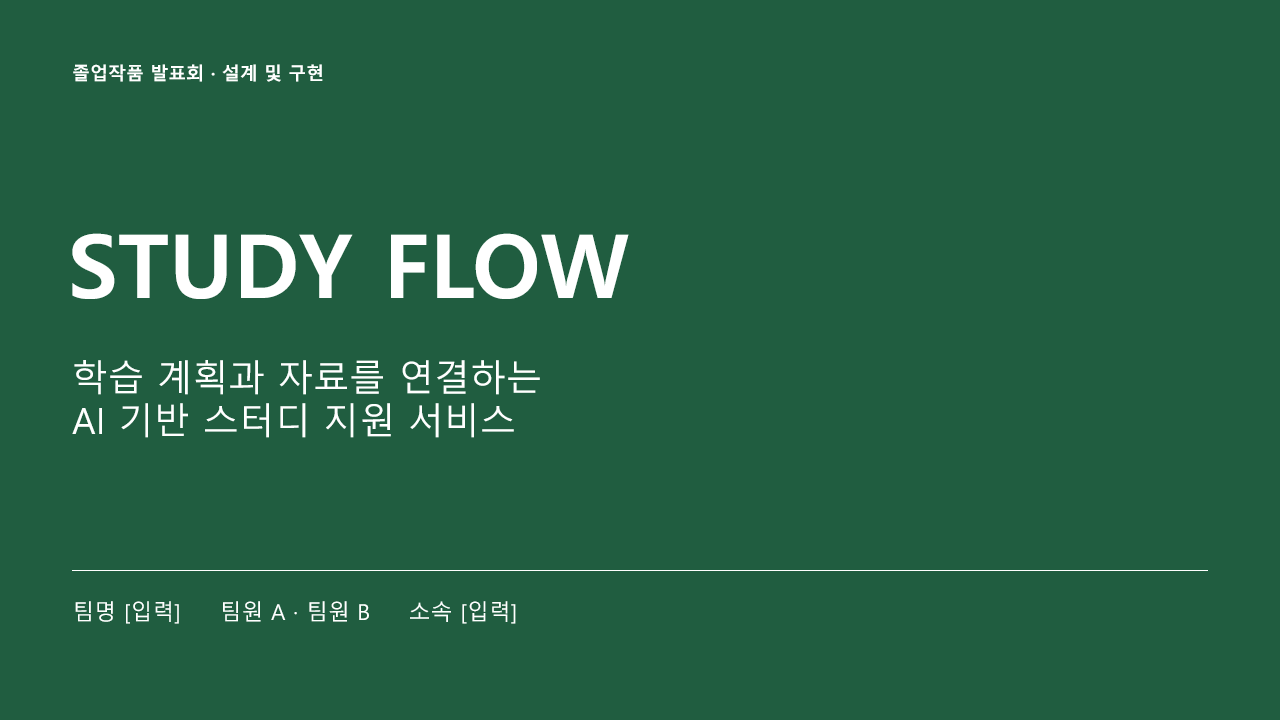 졸업작품 발표회 · 설계 및 구현
STUDY FLOW
학습 계획과 자료를 연결하는
AI 기반 스터디 지원 서비스
팀명 [입력] 팀원 A · 팀원 B 소속 [입력]